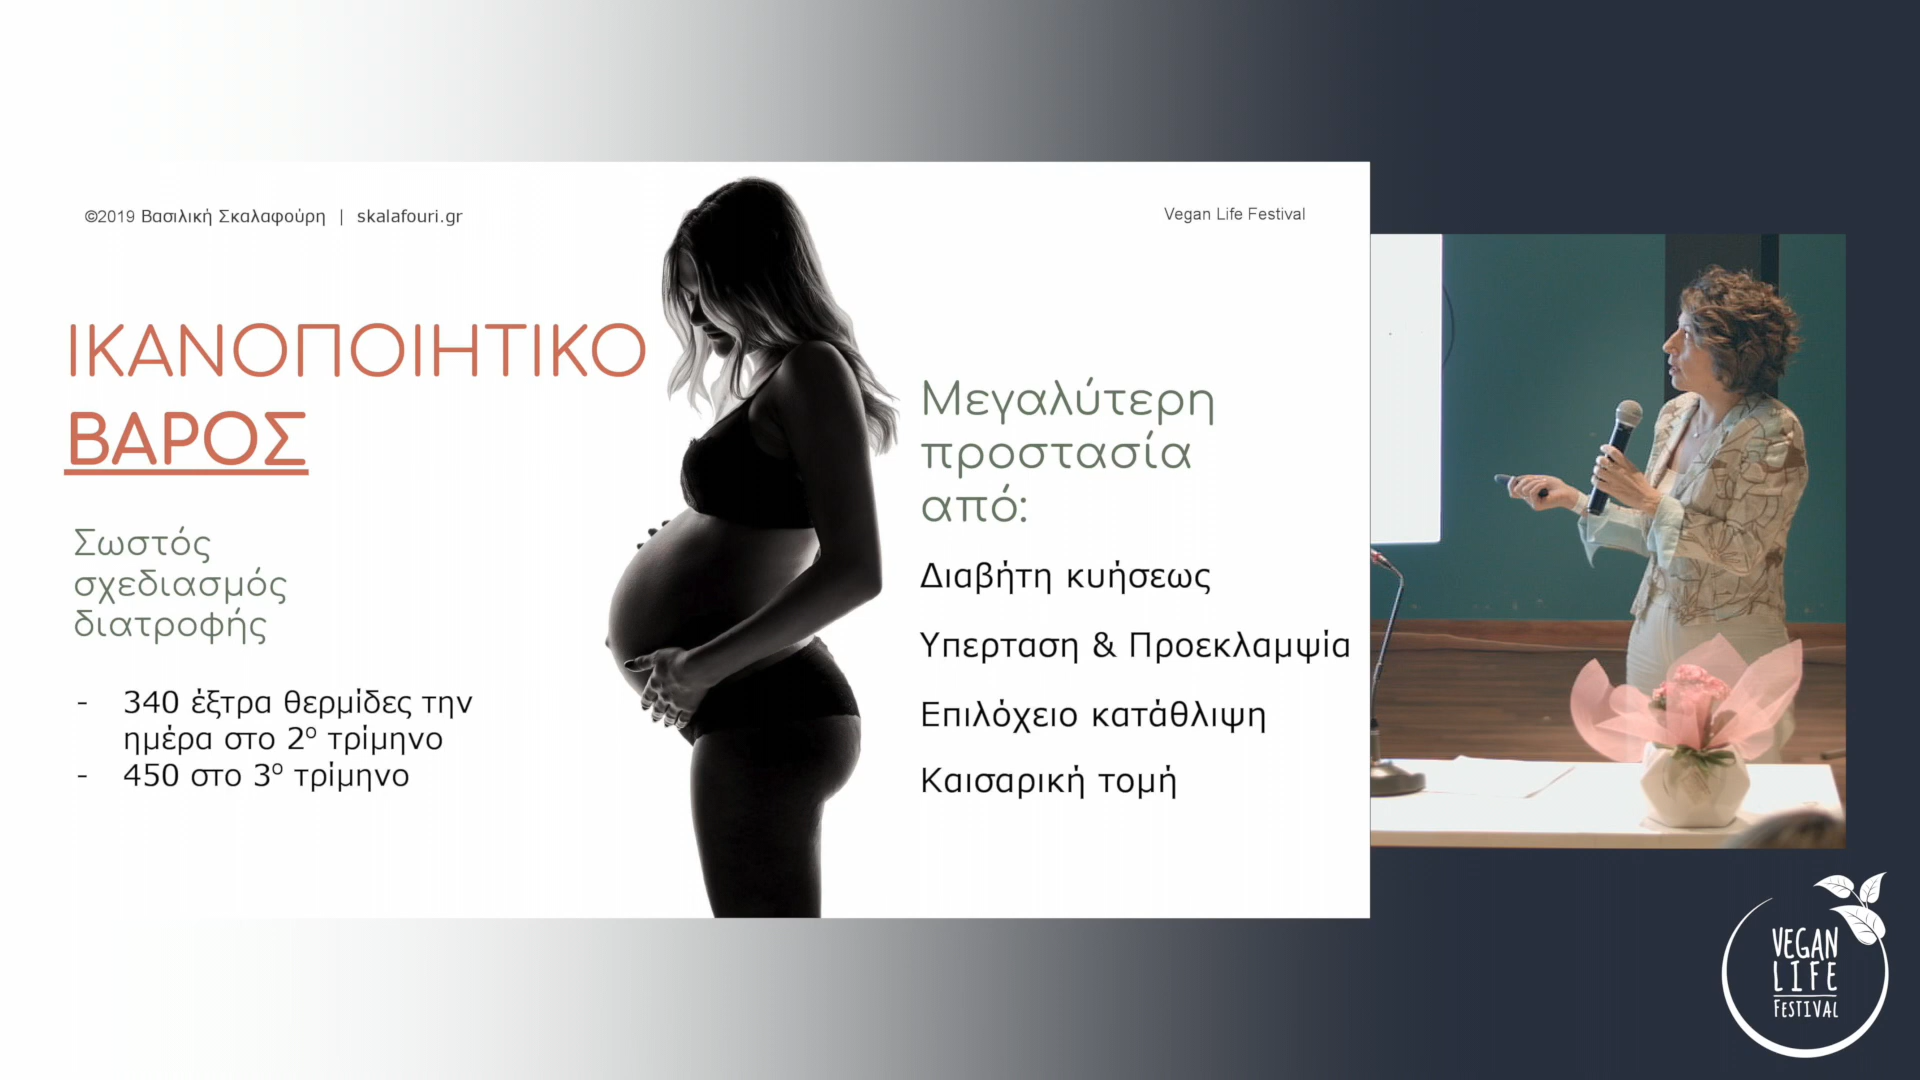 ©2019 Βασιλική Σκαλαφούρη | skalafouri.gr
Vegan Life Festival
ΙΚΑΝΟΠΟΙΗΤΙΚΟ
ΒΑΡΟΣ
Σωστός
σχεδιασμός
διατροφής
- 340 έξτρα θερμίδες την
ημέρα στο 2ο τρίμηνο
- 450 στο 3ο τρίμηνο
Μεγαλύτερη
προστασία
από:
Διαβήτη κυήσεως
Υπερταση & Προεκλαμψία
Επιλόχειο κατάθλιψη
Καισαρική τομή
VEGAN
LIFE
FESTIVAL